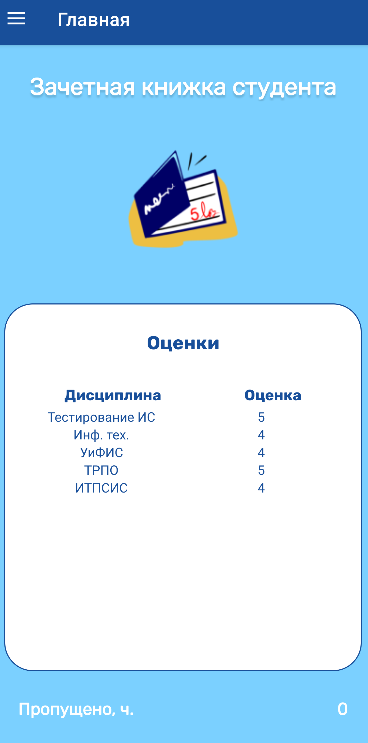 Главная
Зачетная книжка студента
Оценки
Дисциплина Оценка
Тестирование ИС 5
Инф. тех. 4
УиФИС 4
ТРПО 5
ИТПСИС 4
Пропущено, ч. 0